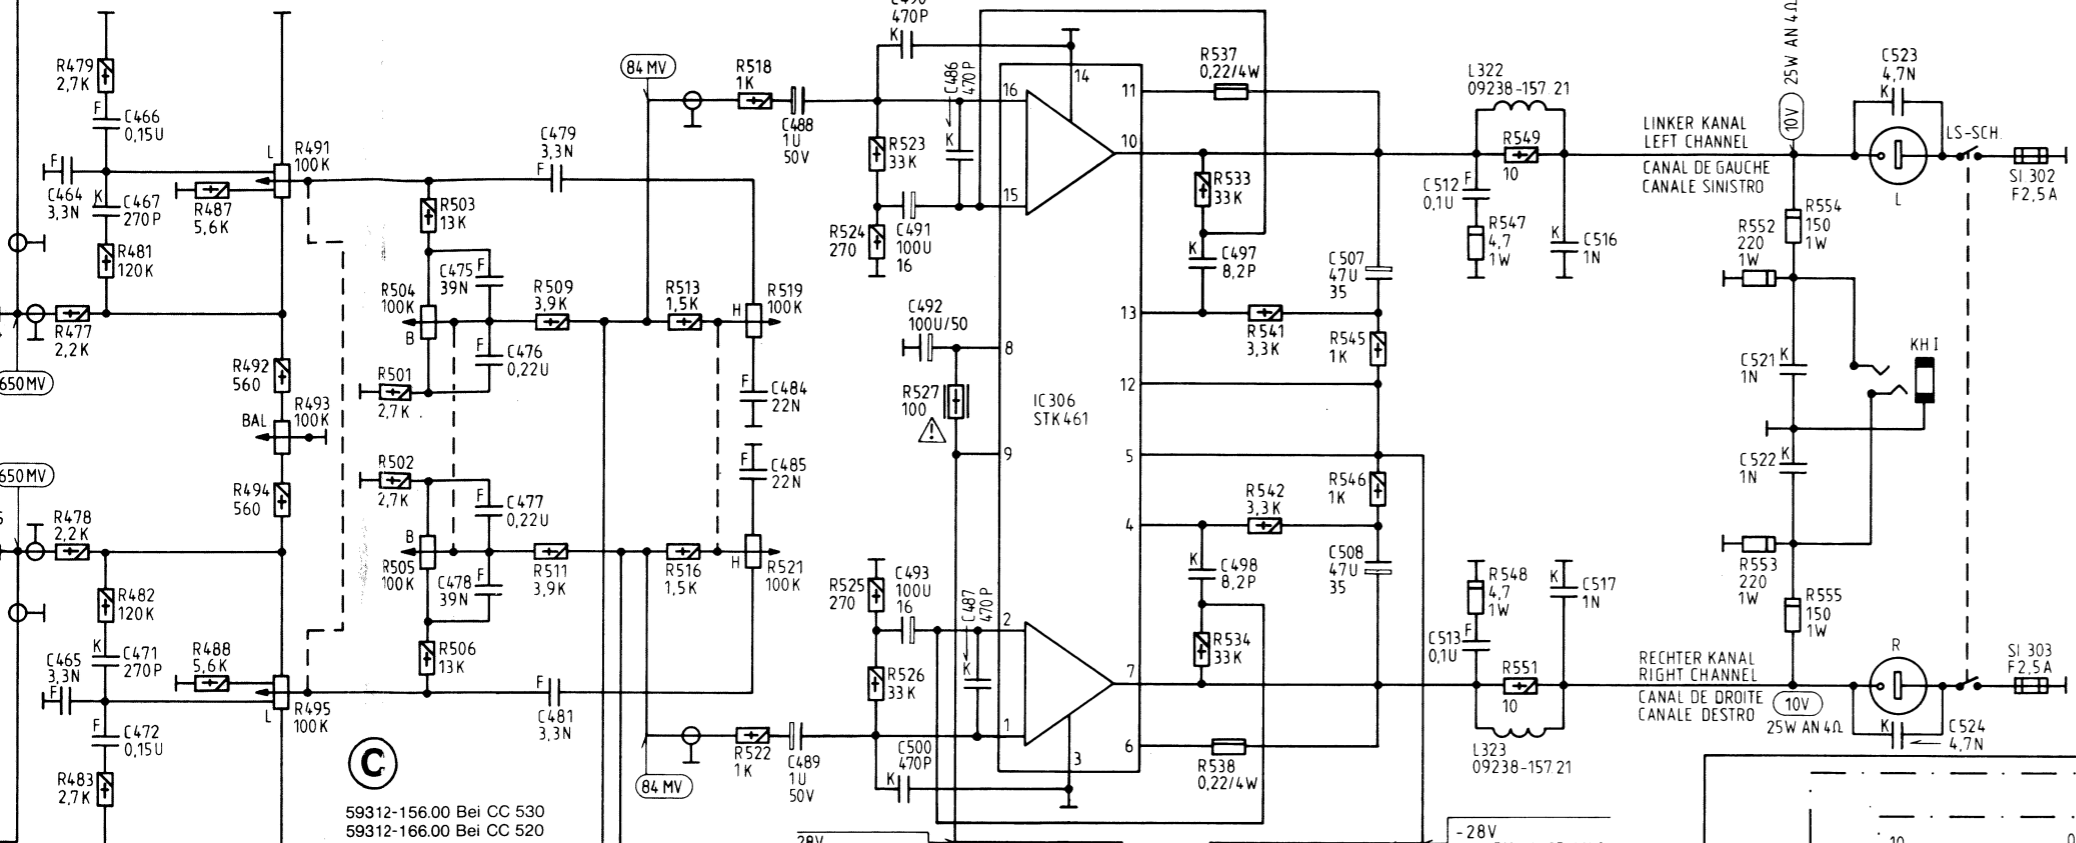 R479
2,7K
F
C466
0,15U
F
C464
3,3N
K
C467
270P
R481
120K
R477
2,2K
650MV
650MV
R478
2,2K
R482
120K
K
C471
270P
C465
3,3N
F
F
C472
0,15U
R483
2,7K
L
R491
100K
R487
5,6K
R492
560
BAL
R493
100K
R494
560
R488
5,6K
L
R495
100K
C
59312-156.00 Bei CC 530
59312-166.00 Bei CC 520
C479
3,3N
F
R503
13K
F
C475
39N
R504
100K
B
F
C476
0,22U
R501
2,7K
R502
2,7K
F
C477
0,22U
B
R505
100K
F
C478
39N
R506
13K
F
C481
3,3N
R509
3,9K
R511
3,9K
R513
1,5K
R516
1,5K
H
R519
100K
F
C484
22N
F
C485
22N
H
R521
100K
84 MV
R518
1K
C488
1U
50V
84 MV
R522
1K
C489
1U
50V
470P
K
C486
470P
K
R523
33K
R524
270
C491
100U
16
C492
100U/50
R527
100
R525
270
C493
100U
16
C487
470P
K
R526
33K
C500
470P
K
16
15
14
8
9
2
1
3
11
10
13
12
5
4
7
6
IC306
STK461
R537
0,22/4W
R533
33K
K
C497
8,2P
R541
3,3K
C507
47U
35
R545
1K
R546
1K
R542
3,3K
K
C498
8,2P
C508
47U
35
R534
33K
R538
0,22/4W
28V
-28V
L322
09238-157.21
R549
10
C512
0,1U
F
R547
4,7
1W
K
C516
1N
R548
4,7
1W
K
C517
1N
C513
0,1U
F
R551
10
L323
09238-157.21
LINKER KANAL
LEFT CHANNEL
CANAL DE GAUCHE
CANALE SINISTRO
RECHTER KANAL
RIGHT CHANNEL
CANAL DE DROITE
CANALE DESTRO
10V
25W AN 4Ω
10V
25W AN 4Ω
R554
150
1W
R552
220
1W
C521
1N
K
C522
1N
K
R553
220
1W
R555
150
1W
KH I
C523
4,7N
K
L
LS-SCH.
SI 302
F2,5A
R
SI 303
F2,5A
K
C524
4,7N
10